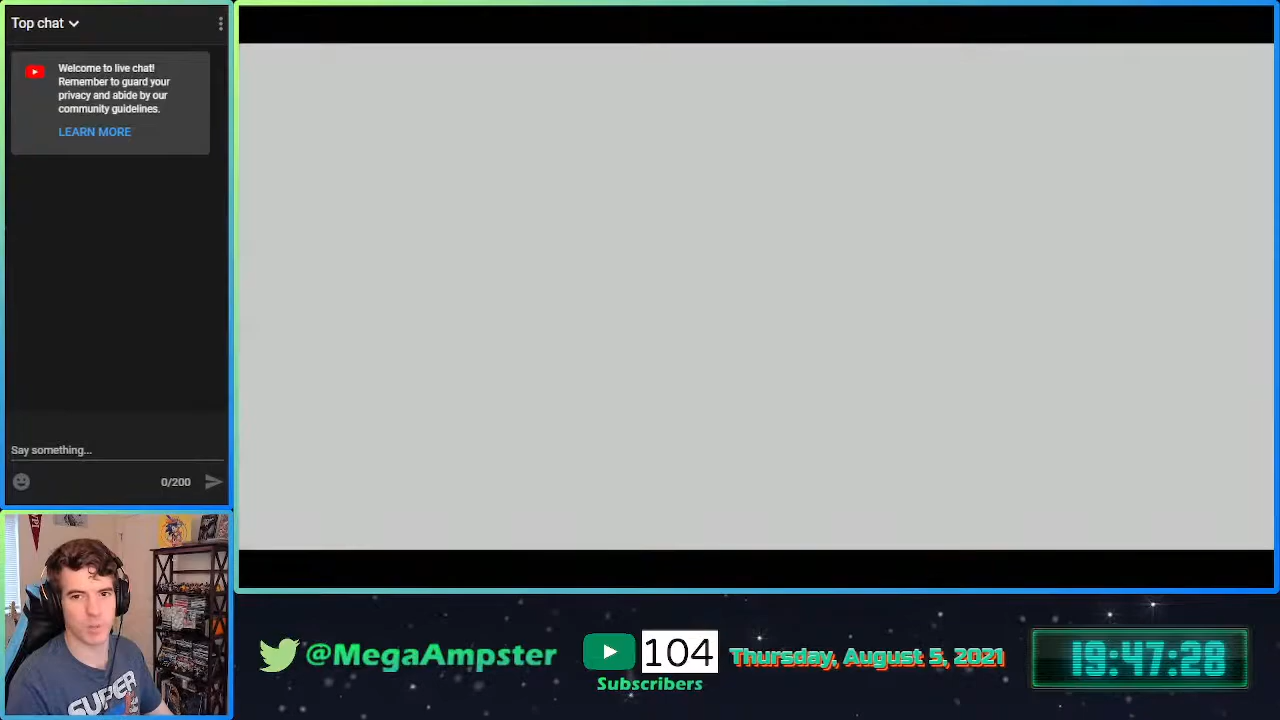 Top chat
Welcome to live chat!
Remember to guard your
privacy and abide by our
community guidelines.
LEARN MORE
Say something...
0/200
SUPER
@MegaAmpster
104
Subscribers
Thursday, August 5, 2021
19:47:28